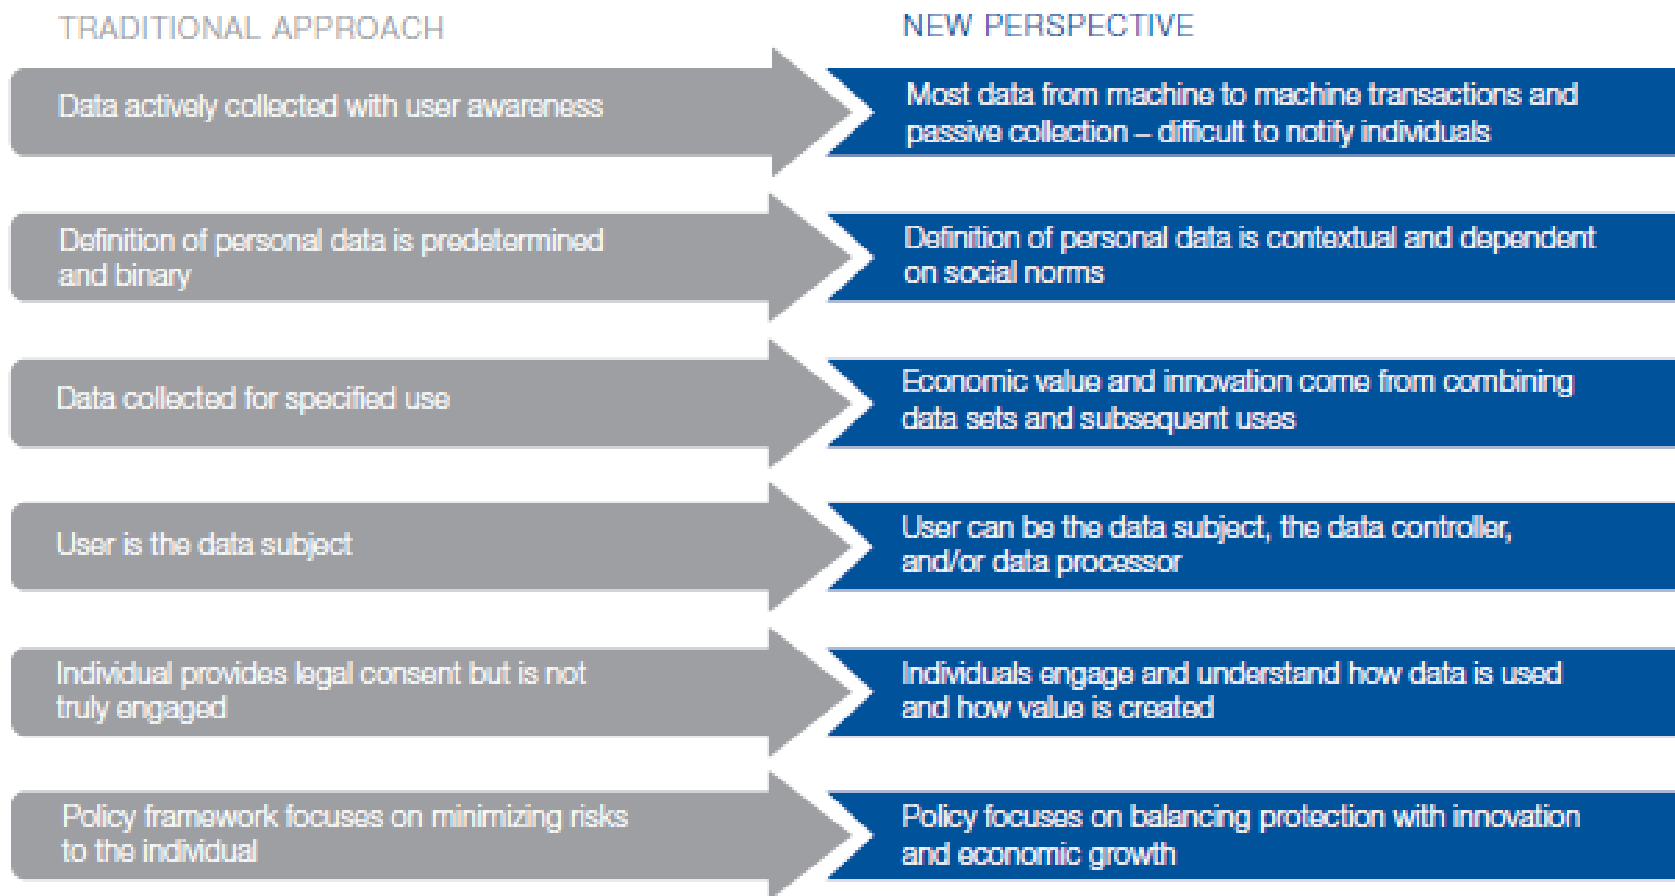 TRADITIONAL APPROACH
NEW PERSPECTIVE
Data actively collected with user awareness
Most data from machine to machine transactions and
passive collection – difficult to notify individuals
Definition of personal data is predetermined
and binary
Definition of personal data is contextual and dependent
on social norms
Data collected for specified use
Economic value and innovation come from combining
data sets and subsequent uses
User is the data subject
User can be the data subject, the data controller,
and/or data processor
Individual provides legal consent but is not
truly engaged
Individuals engage and understand how data is used
and how value is created
Policy framework focuses on minimizing risks
to the individual
Policy focuses on balancing protection with innovation
and economic growth